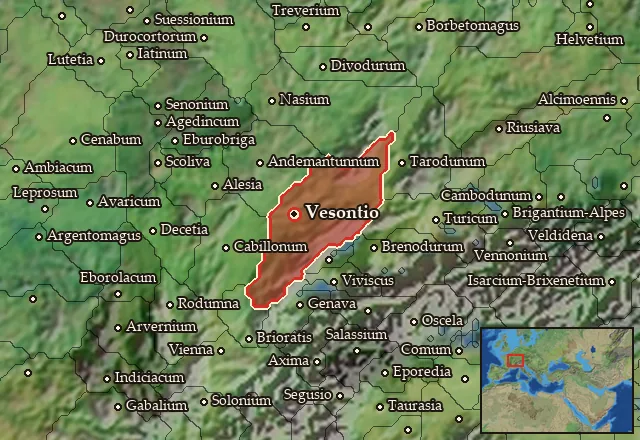 Treverium
Suessionium
Borbetomagus
Durocortorum
Helvetium
Iatinum
Lutetia
Divodurum
Nasium
Alcimoennis
Senonium
Agedincum
Riusiava
Cenabum
Eburobriga
Scoliva
Andemantunnum
Tarodunum
Ambiacum
Alesia
Leprosum
Cambodunum
Avaricum
Vesontio
Brigantium-Alpes
Turicum
Decetia
Argentomagus
Veldidena
Cabillonum
Brenodurum
Vennonium
Eborolacum
Viviscus
Isarcium-Brixenetium
Rodumna
Genava
Oscela
Arvernium
Brioratis
Salassium
Vienna
Comum
Axima
Eporedia
Indiciacum
Segusio
Gabalium
Solonium
Taurasia